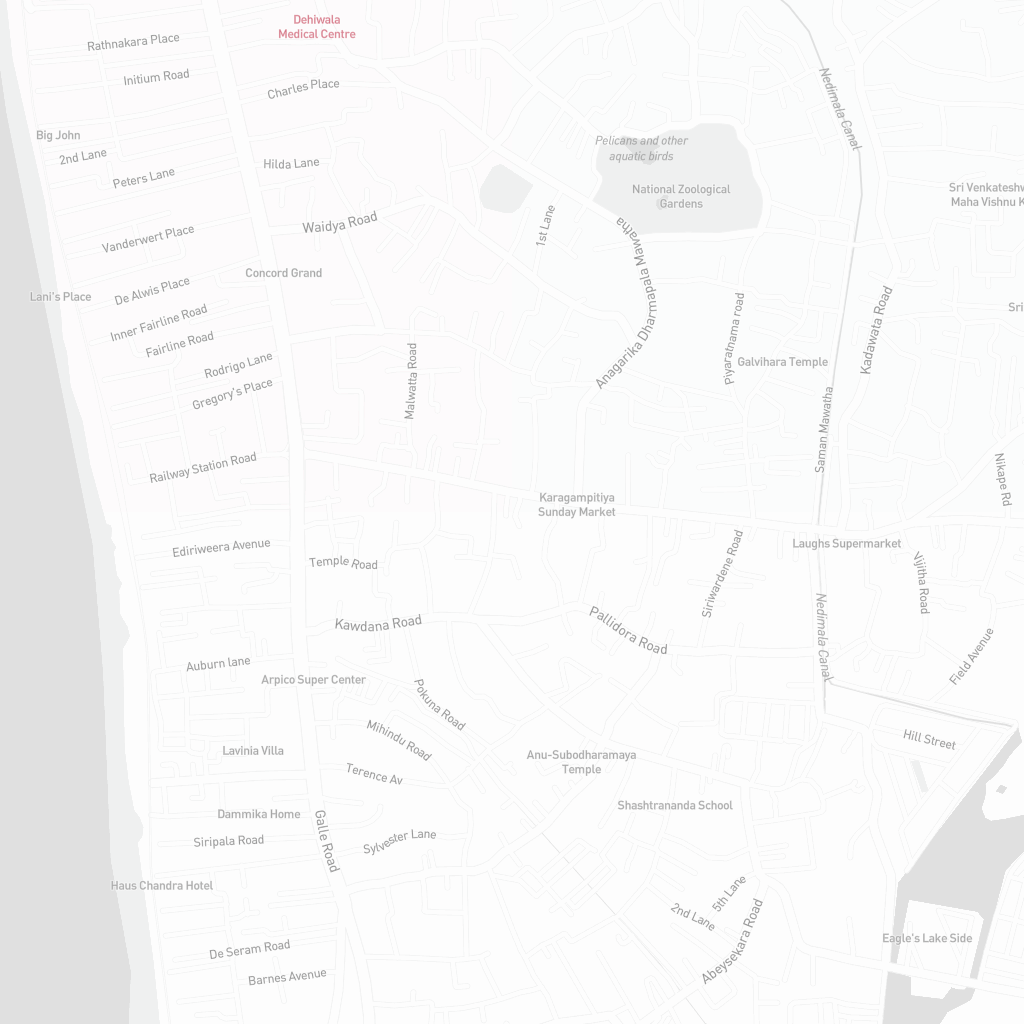 Dehiwala
Medical Centre
Rathnakara Place
Initium Road
Charles Place
Nedimala Canal
Big John
2nd Lane
Pelicans and other
aquatic birds
Hilda Lane
Peters Lane
National Zoological
Gardens
Sri Venkateshw
Maha Vishnu K
Waidya Road
1st Lane
Vanderwert Place
Concord Grand
De Alwis Place
Lani's Place
Sri
Inner Fairline Road
Anagarika Dharmapala Mawatha
Piyaratnama road
Kadawata Road
Fairline Road
Rodrigo Lane
Galvihara Temple
Malwatta Road
Gregory's Place
Saman Mawatha
Railway Station Road
Nikape Rd
Karagampitiya
Sunday Market
Ediriweera Avenue
Laughs Supermarket
Temple Road
Siriwardene Road
Vijitha Road
Kawdana Road
Pallidora Road
Nedimala Canal
Field Avenue
Auburn lane
Arpico Super Center
Pokuna Road
Mihindu Road
Hill Street
Lavinia Villa
Anu-Subodharamaya
Temple
Terence Av
Shashtrananda School
Dammika Home
Galle Road
Siripala Road
Sylvester Lane
Haus Chandra Hotel
5th Lane
2nd Lane
Abeysekara Road
Eagle's Lake Side
De Seram Road
Barnes Avenue